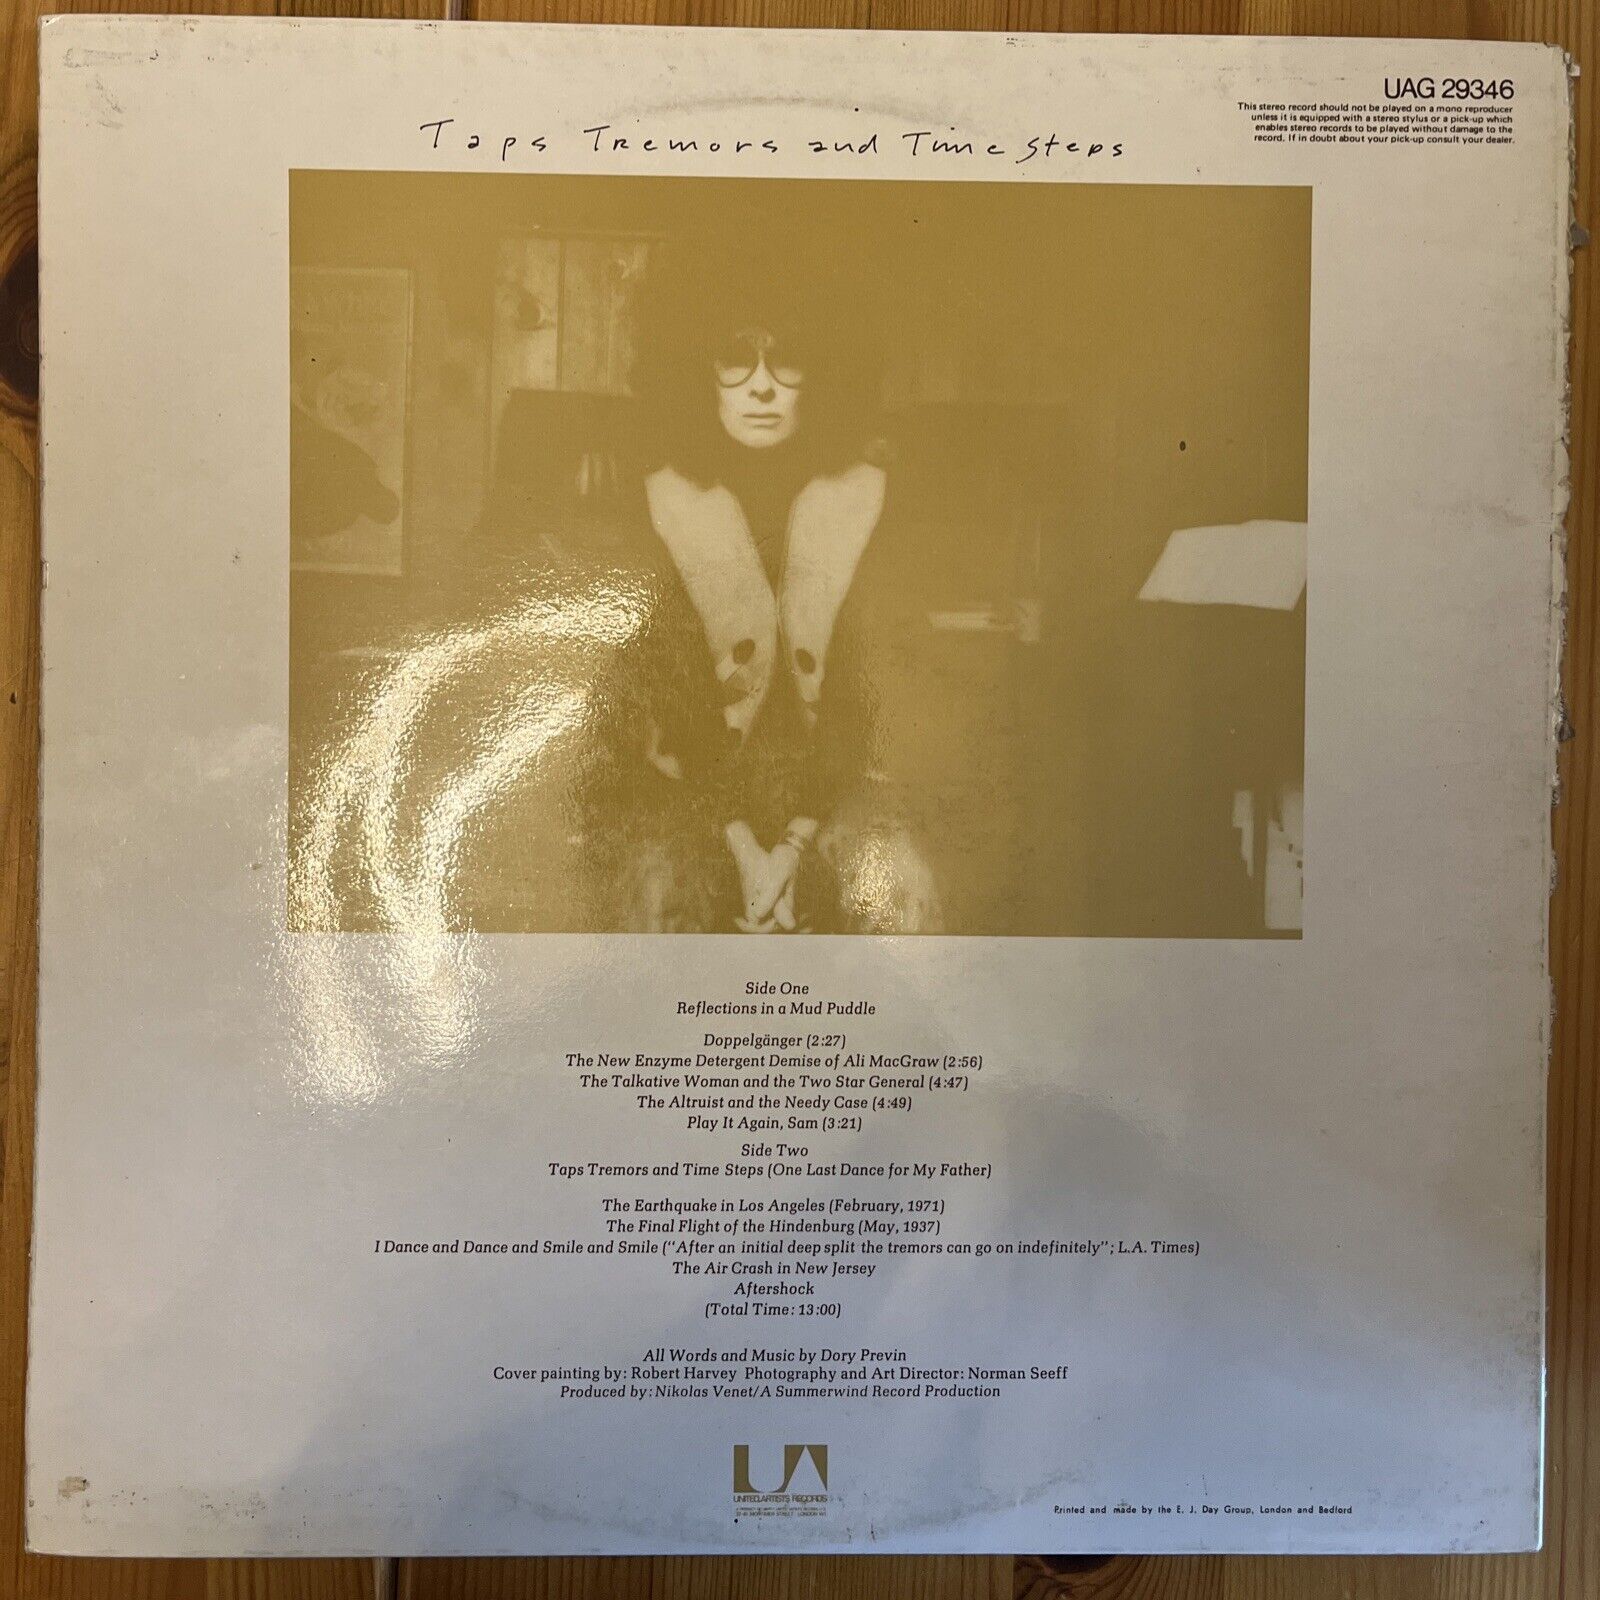 UAG 29346
This stereo record should not be played on a mono reproducer
unless it is equipped with a stereo stylus or a pick-up which
enables stereo records to be played without damage to the
record. If in doubt about your pick-up consult your dealer.
Taps Tremors and Time Steps
Side One
Reflections in a Mud Puddle
Doppelgänger (2:27)
The New Enzyme Detergent Demise of Ali MacGraw (2:56)
The Talkative Woman and the Two Star General (4:47)
The Altruist and the Needy Case (4:49)
Play It Again, Sam (3:21)
Side Two
Taps Tremors and Time Steps (One Last Dance for My Father)
The Earthquake in Los Angeles (February, 1971)
The Final Flight of the Hindenburg (May, 1937)
I Dance and Dance and Smile and Smile ("After an initial deep split the tremors can go on indefinitely"; L.A. Times)
The Air Crash in New Jersey
Aftershock
(Total Time: 13:00)
All Words and Music by Dory Previn
Cover painting by: Robert Harvey Photography and Art Director: Norman Seeff
Produced by: Nikolas Venet/A Summerwind Record Production
UA
UNITED ARTISTS RECORDS
MORTIMER STREET LONDON W1
Printed and made by the E. J. Day Group, London and Bedford